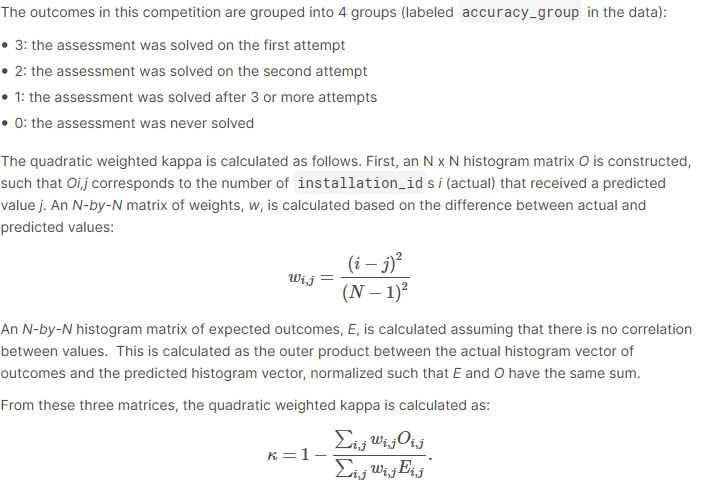 The outcomes in this competition are grouped into 4 groups (labeled accuracy_group in the data):
• 3: the assessment was solved on the first attempt
• 2: the assessment was solved on the second attempt
• 1: the assessment was solved after 3 or more attempts
• 0: the assessment was never solved
The quadratic weighted kappa is calculated as follows. First, an N x N histogram matrix O is constructed,
such that Oi,j corresponds to the number of installation_id s i (actual) that received a predicted
value j. An N-by-N matrix of weights, w, is calculated based on the difference between actual and
predicted values:
w_{i,j} = \frac{(i - j)^2}{(N - 1)^2}
An N-by-N histogram matrix of expected outcomes, E, is calculated assuming that there is no correlation
between values. This is calculated as the outer product between the actual histogram vector of
outcomes and the predicted histogram vector, normalized such that E and O have the same sum.
From these three matrices, the quadratic weighted kappa is calculated as:
κ = 1 - \frac{\sum_{i,j} w_{i,j} O_{i,j}}{\sum_{i,j} w_{i,j} E_{i,j}}.